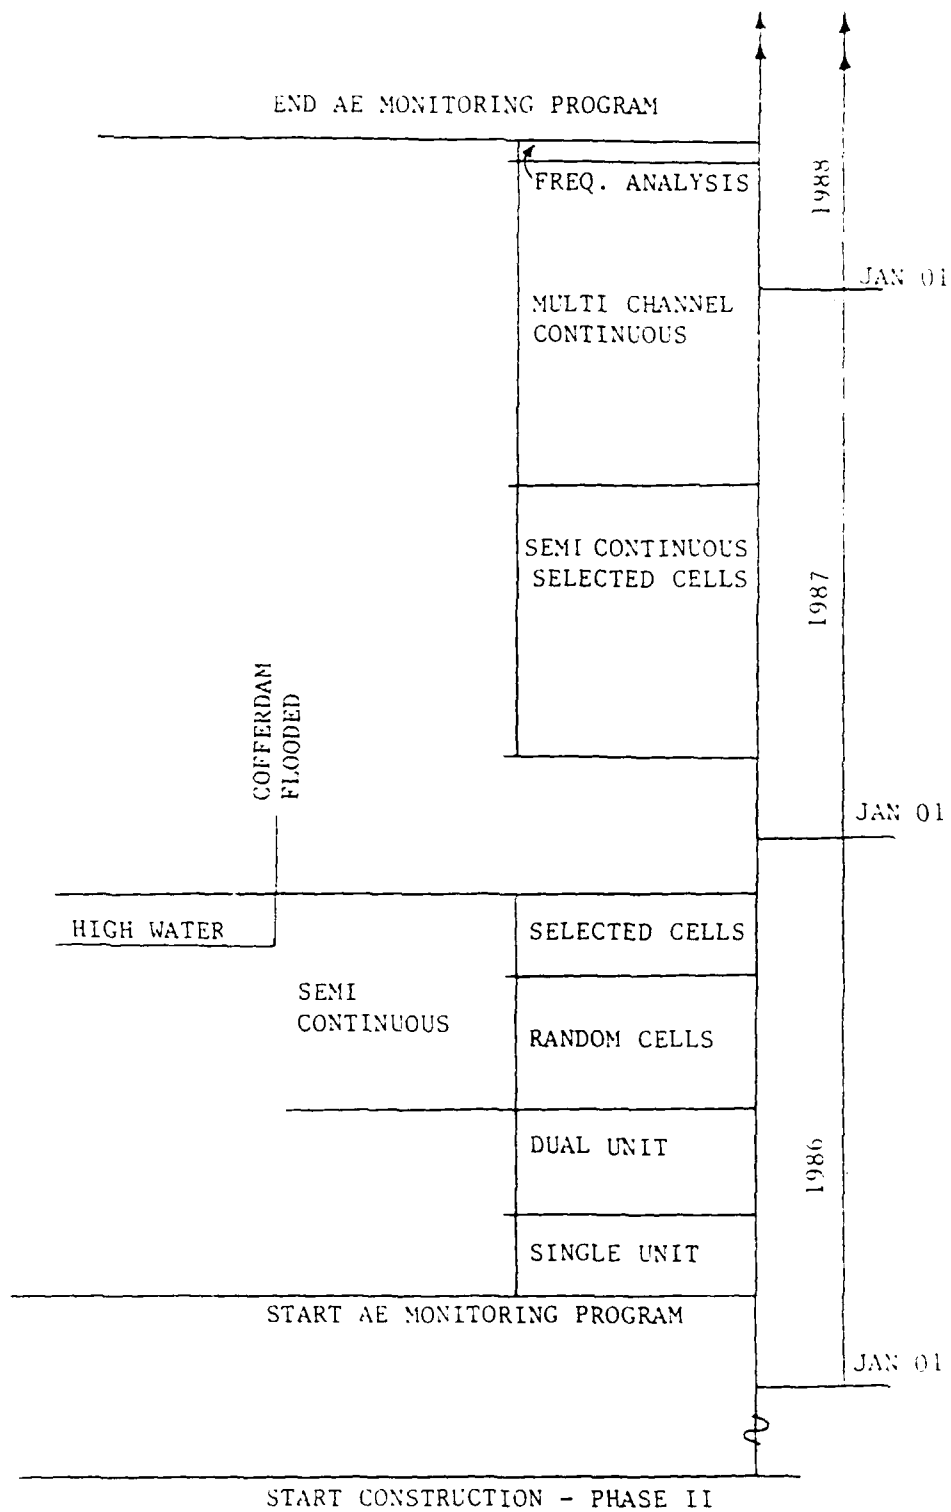 END AE MONITORING PROGRAM
FREQ. ANALYSIS
1988
JAN 01
MULTI CHANNEL
CONTINUOUS
SEMI CONTINUOUS
SELECTED CELLS
1987
COFFERDAM
FLOODED
JAN 01
HIGH WATER
SELECTED CELLS
SEMI
CONTINUOUS
RANDOM CELLS
DUAL UNIT
1986
SINGLE UNIT
START AE MONITORING PROGRAM
JAN 01
START CONSTRUCTION - PHASE II